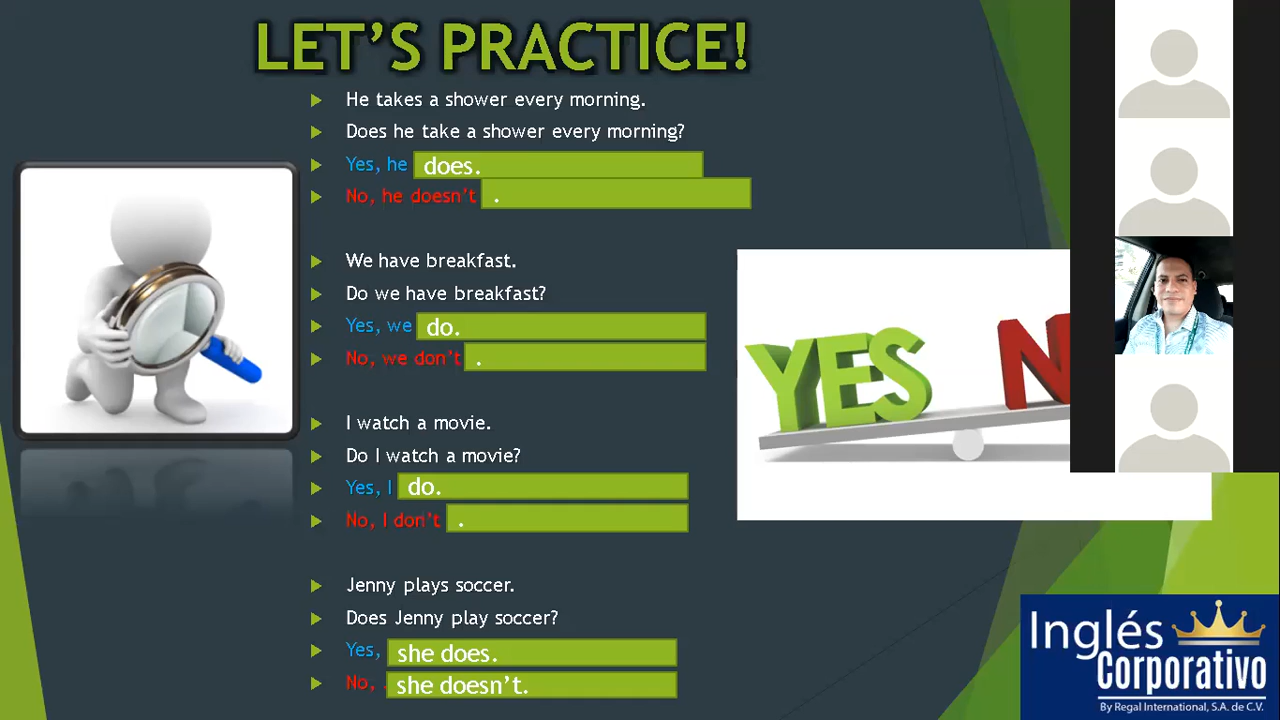 LET'S PRACTICE!
He takes a shower every morning.
Does he take a shower every morning?
Yes, he does.
No, he doesn't .
We have breakfast.
Do we have breakfast?
Yes, we do.
No, we don't .
I watch a movie.
Do I watch a movie?
Yes, I do.
No, I don't .
Jenny plays soccer.
Does Jenny play soccer?
Yes, she does.
No, she doesn't.
YES
Inglés
Corporativo
By Regal International, S.A. de C.V.